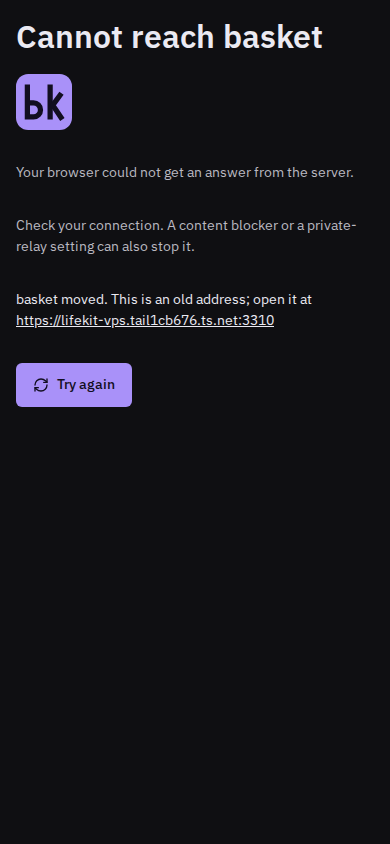 Cannot reach basket
bk
Your browser could not get an answer from the server.
Check your connection. A content blocker or a private-
relay setting can also stop it.
basket moved. This is an old address; open it at
https://lifekit-vps.tail1cb676.ts.net:3310
Try again